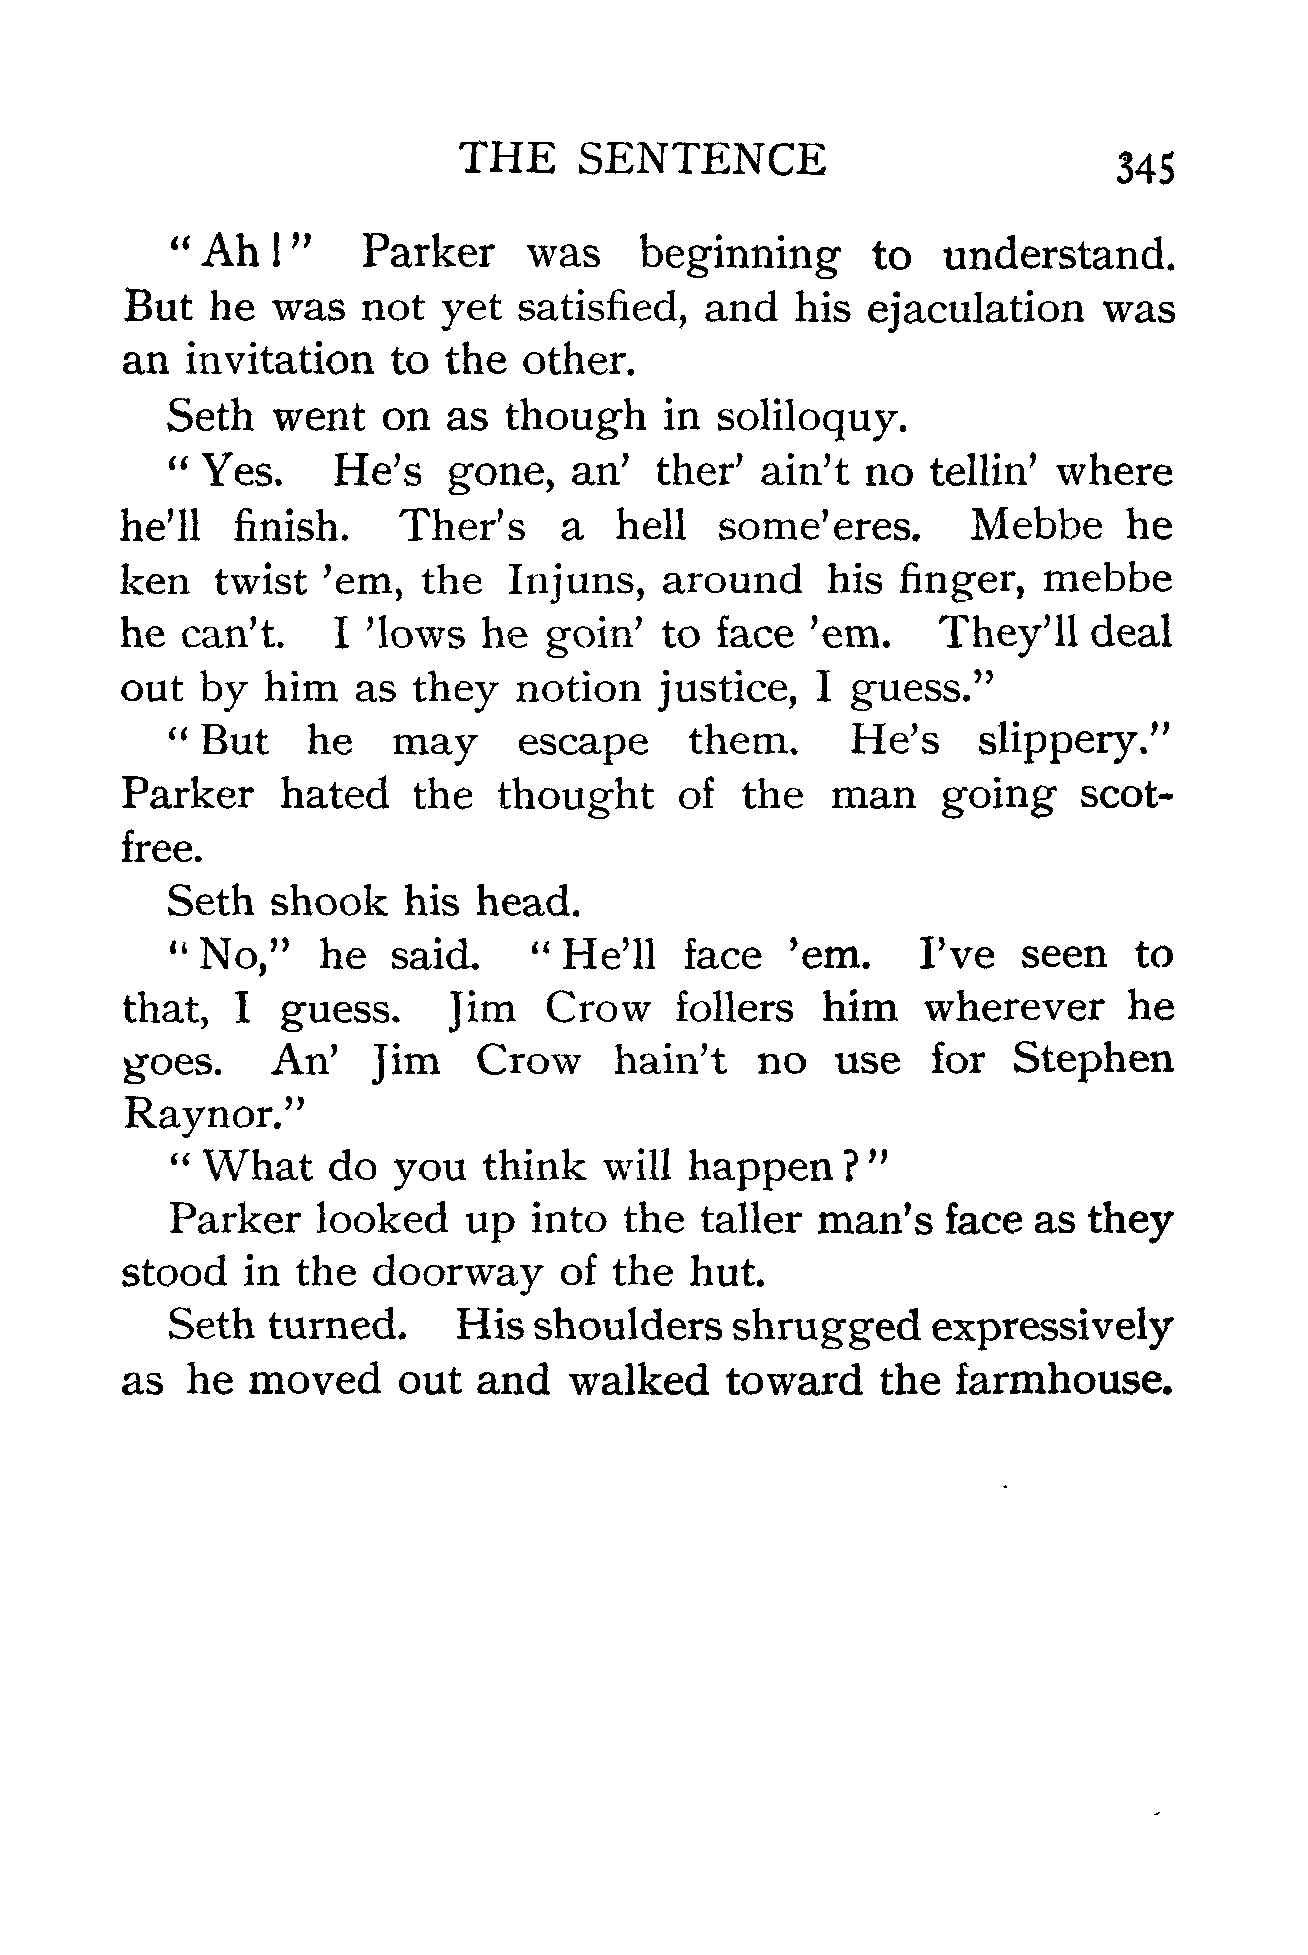 THE SENTENCE 345
“Ah!” Parker was beginning to understand.
But he was not yet satisfied, and his ejaculation was
an invitation to the other.
Seth went on as though in soliloquy.
“Yes. He’s gone, an’ ther’ ain’t no tellin’ where
he’ll finish. Ther’s a hell some’eres. Mebbe he
ken twist ’em, the Injuns, around his finger, mebbe
he can’t. I ’lows he goin’ to face ’em. They’ll deal
out by him as they notion justice, I guess.”
“But he may escape them. He’s slippery.”
Parker hated the thought of the man going scot-
free.
Seth shook his head.
“No,” he said. “He’ll face ’em. I’ve seen to
that, I guess. Jim Crow follers him wherever he
goes. An’ Jim Crow hain’t no use for Stephen
Raynor.”
“What do you think will happen?”
Parker looked up into the taller man’s face as they
stood in the doorway of the hut.
Seth turned. His shoulders shrugged expressively
as he moved out and walked toward the farmhouse.